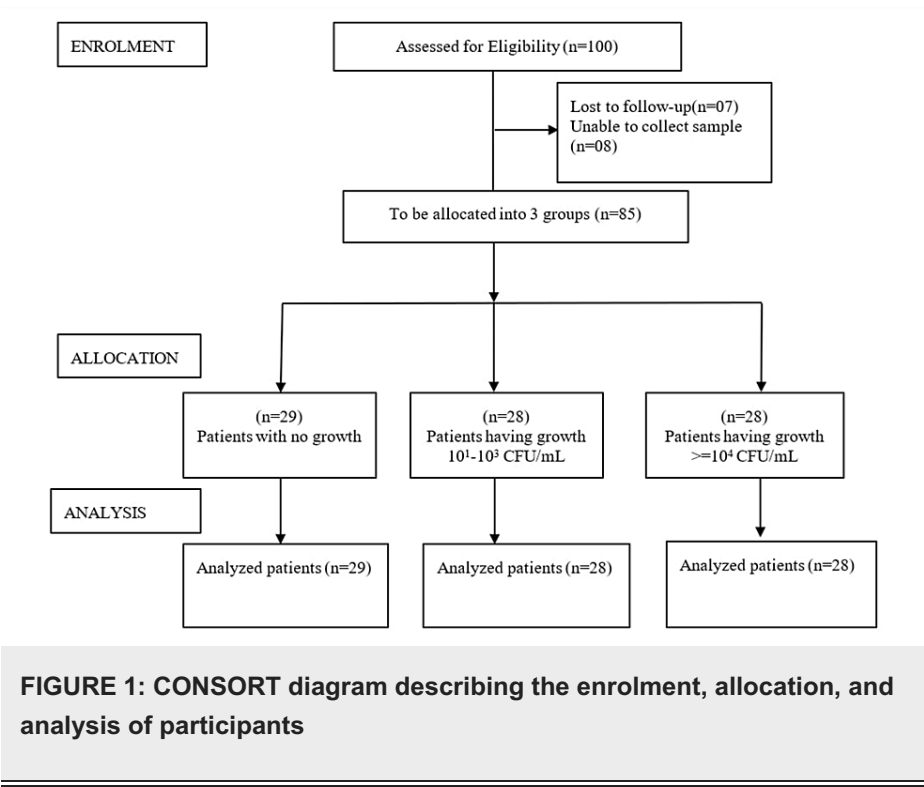 ENROLMENT
Assessed for Eligibility (n=100)
Lost to follow-up(n=07)
Unable to collect sample
(n=08)
To be allocated into 3 groups (n=85)
ALLOCATION
(n=29)
Patients with no growth
(n=28)
Patients having growth
10¹-10³ CFU/mL
(n=28)
Patients having growth
>=10⁴ CFU/mL
ANALYSIS
Analyzed patients (n=29)
Analyzed patients (n=28)
Analyzed patients (n=28)
FIGURE 1: CONSORT diagram describing the enrolment, allocation, and
analysis of participants